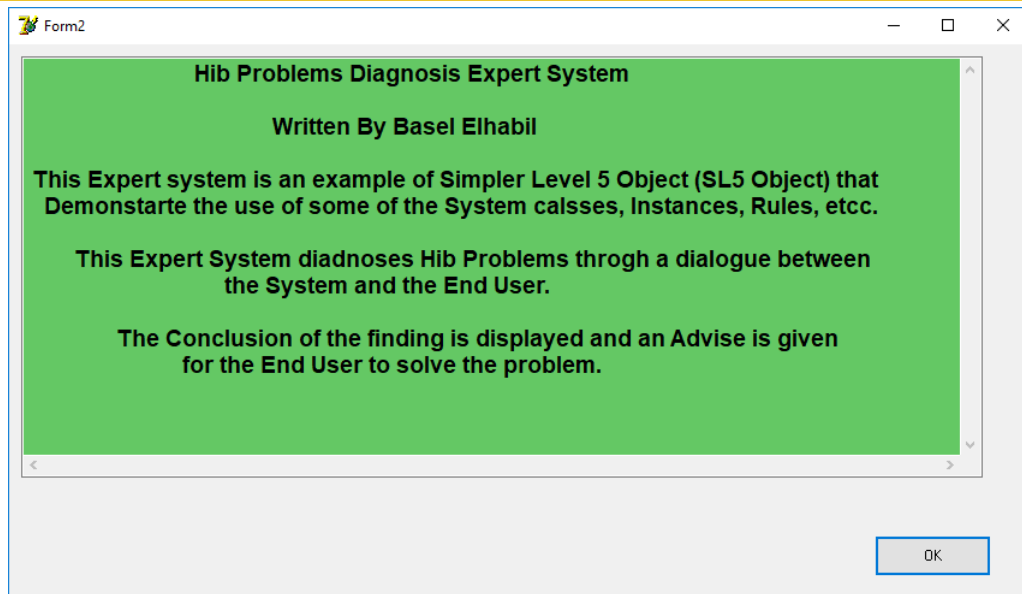 Form2
Hib Problems Diagnosis Expert System
Written By Basel Elhabil
This Expert system is an example of Simpler Level 5 Object (SL5 Object) that
Demonstarte the use of some of the System calsses, Instances, Rules, etcc.
This Expert System diadnoses Hib Problems throgh a dialogue between
the System and the End User.
The Conclusion of the finding is displayed and an Advise is given
for the End User to solve the problem.
OK